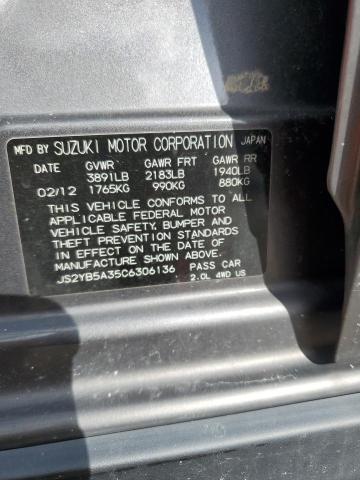 MFD BY SUZUKI MOTOR CORPORATION JAPAN
DATE GVWR GAWR FRT GAWR RR
3891LB 2183LB 1940LB
02/12 1765KG 990KG 880KG
THIS VEHICLE CONFORMS TO ALL
APPLICABLE FEDERAL MOTOR
VEHICLE SAFETY, BUMPER AND
THEFT PREVENTION STANDARDS
IN EFFECT ON THE DATE OF
MANUFACTURE SHOWN ABOVE.
JS2YB5A35C6306136 PASS CAR
2.0L 4WD US